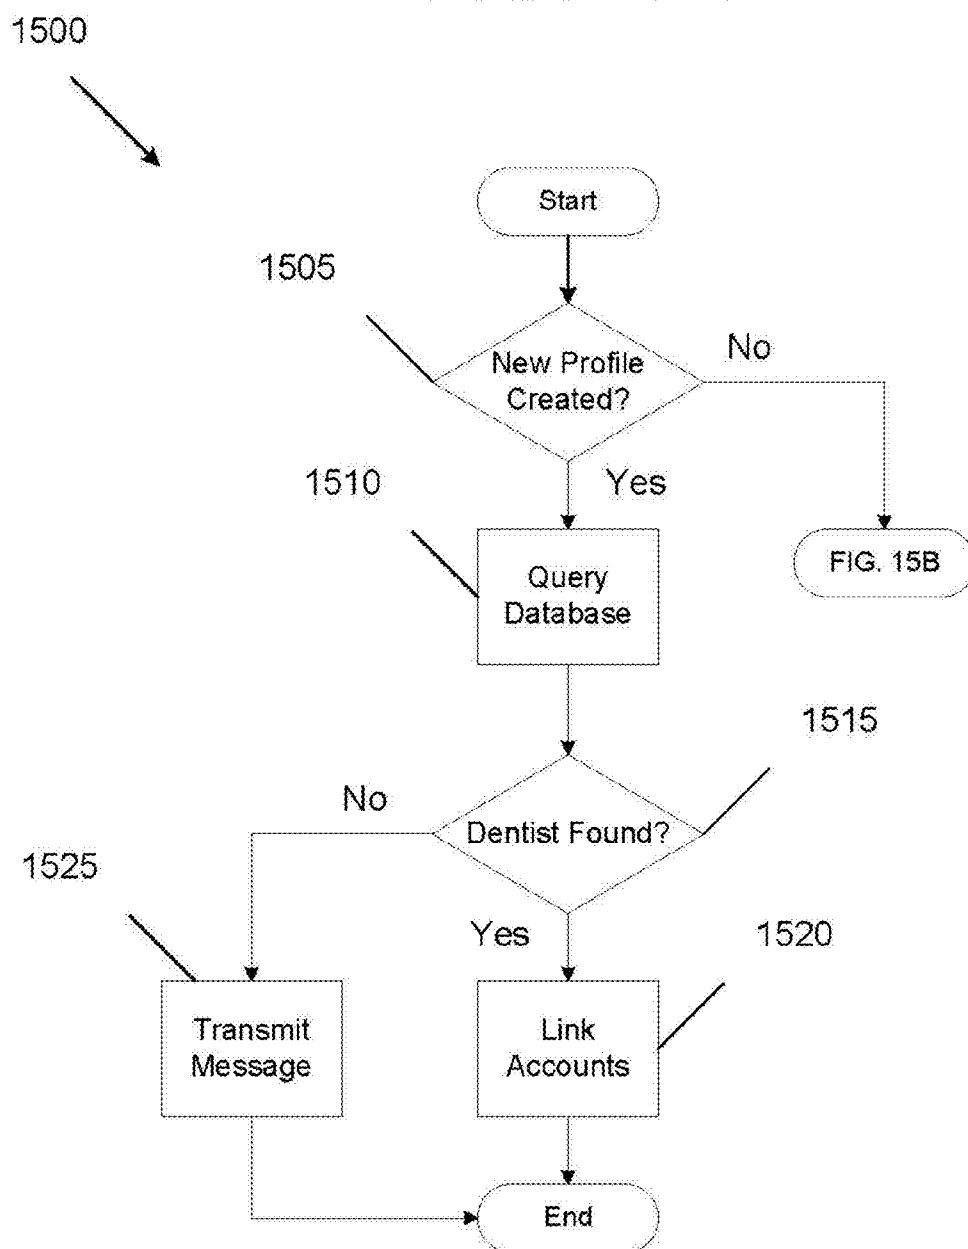 1500
Start
1505
New Profile
Created?
No
1510
Yes
Query
Database
FIG. 15B
1515
No
Dentist Found?
1525
Yes
1520
Transmit
Message
Link
Accounts
End